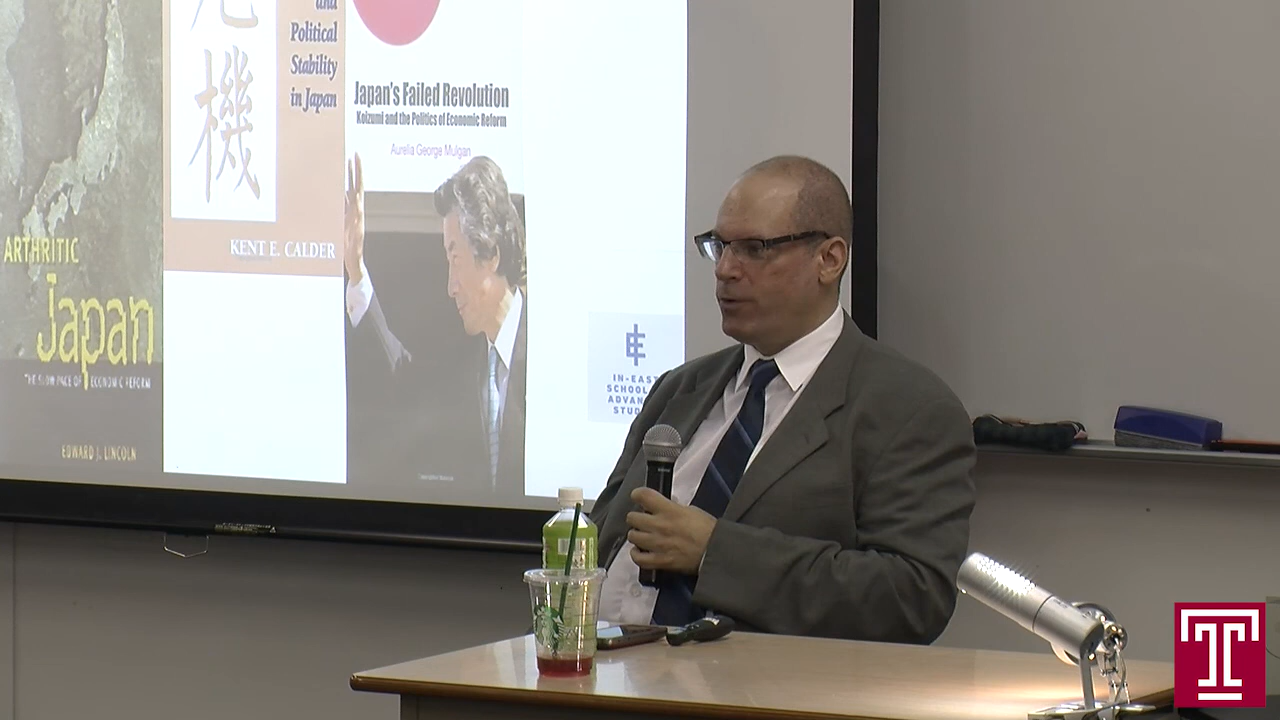 and
Political
Stability
in Japan
危
機
KENT E. CALDER
Japan's Failed Revolution
Koizumi and the Politics of Economic Reform
Aurelia George Mulgan
ARTHRITIC
Japan
THE SLOW PACE OF ECONOMIC REFORM
EDWARD J. LINCOLN
IN-EAST
SCHOOL
ADVAN
STUD
T